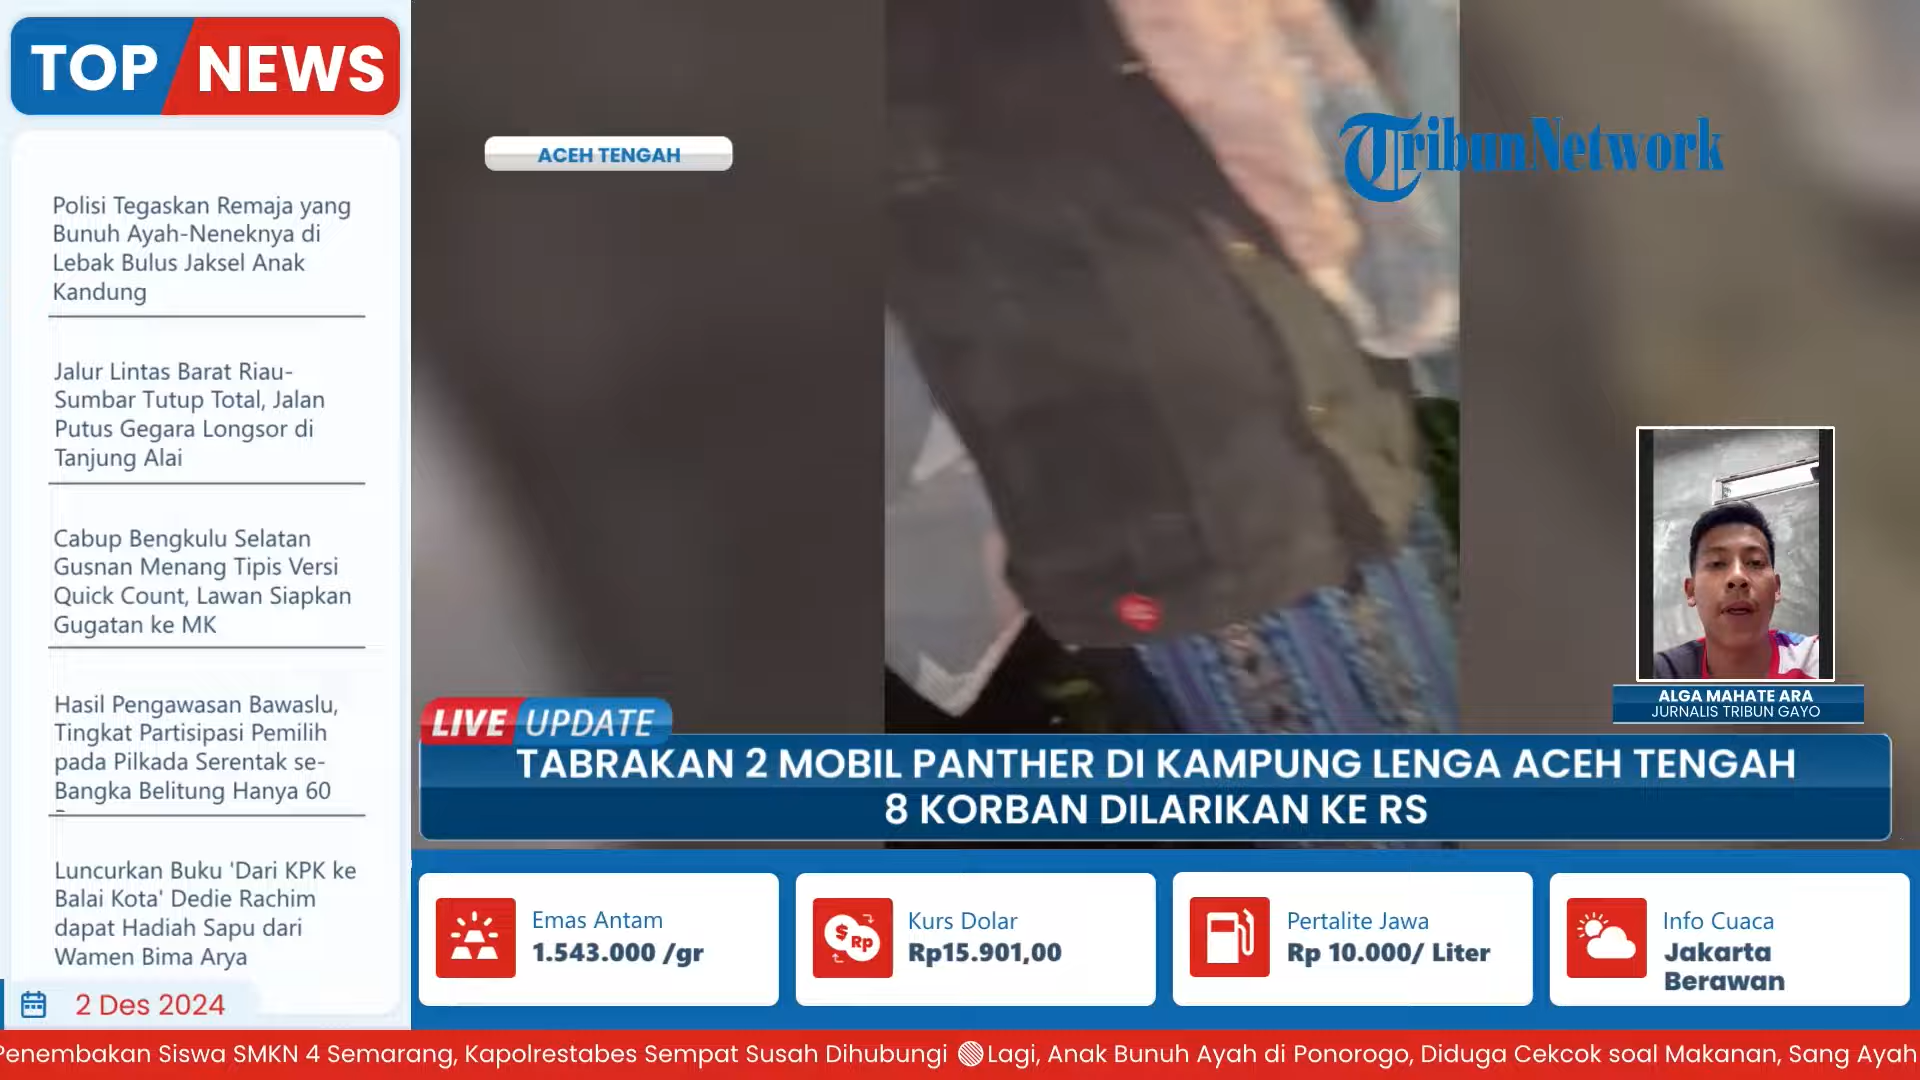 TOP NEWS
Polisi Tegaskan Remaja yang
Bunuh Ayah-Neneknya di
Lebak Bulus Jaksel Anak
Kandung
Jalur Lintas Barat Riau-
Sumbar Tutup Total, Jalan
Putus Gegara Longsor di
Tanjung Alai
Cabup Bengkulu Selatan
Gusnan Menang Tipis Versi
Quick Count, Lawan Siapkan
Gugatan ke MK
Hasil Pengawasan Bawaslu,
Tingkat Partisipasi Pemilih
pada Pilkada Serentak se-
Bangka Belitung Hanya 60
Luncurkan Buku 'Dari KPK ke
Balai Kota' Dedie Rachim
dapat Hadiah Sapu dari
Wamen Bima Arya
2 Des 2024
ACEH TENGAH
TribunNetwork
ALGA MAHATE ARA
JURNALIS TRIBUN GAYO
LIVE UPDATE
TABRAKAN 2 MOBIL PANTHER DI KAMPUNG LENGA ACEH TENGAH
8 KORBAN DILARIKAN KE RS
Emas Antam
1.543.000 /gr
$ Rp
Kurs Dolar
Rp15.901,00
Pertalite Jawa
Rp 10.000/ Liter
Info Cuaca
Jakarta
Berawan
Penembakan Siswa SMKN 4 Semarang, Kapolrestabes Sempat Susah Dihubungi Lagi, Anak Bunuh Ayah di Ponorogo, Diduga Cekcok soal Makanan, Sang Ayah